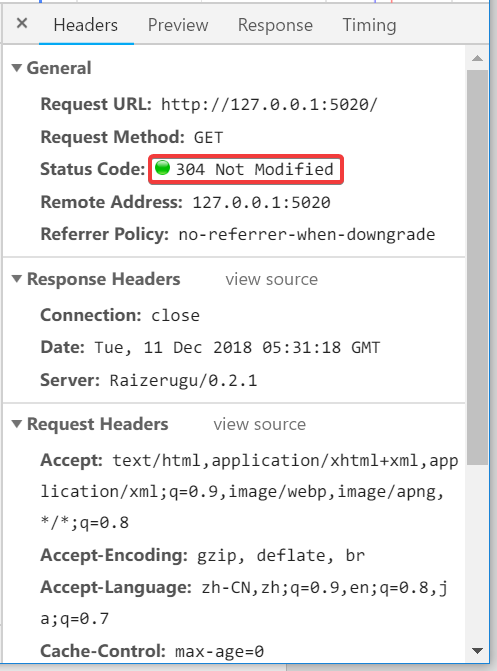 × Headers Preview Response Cookies Timing
General
Request URL: http://127.0.0.1:5020/
Request Method: GET
Status Code: 304 Not Modified
Remote Address: 127.0.0.1:5020
Referrer Policy: no-referrer-when-downgrade
Response Headers view source
Connection: close
Date: Tue, 11 Dec 2018 05:31:18 GMT
Server: Raizerugu/0.2.1
Request Headers view source
Accept: text/html,application/xhtml+xml,app
lication/xml;q=0.9,image/webp,image/apng,
*/*;q=0.8
Accept-Encoding: gzip, deflate, br
Accept-Language: zh-CN,zh;q=0.9,en;q=0.8,j
a;q=0.7
Cache-Control: max-age=0